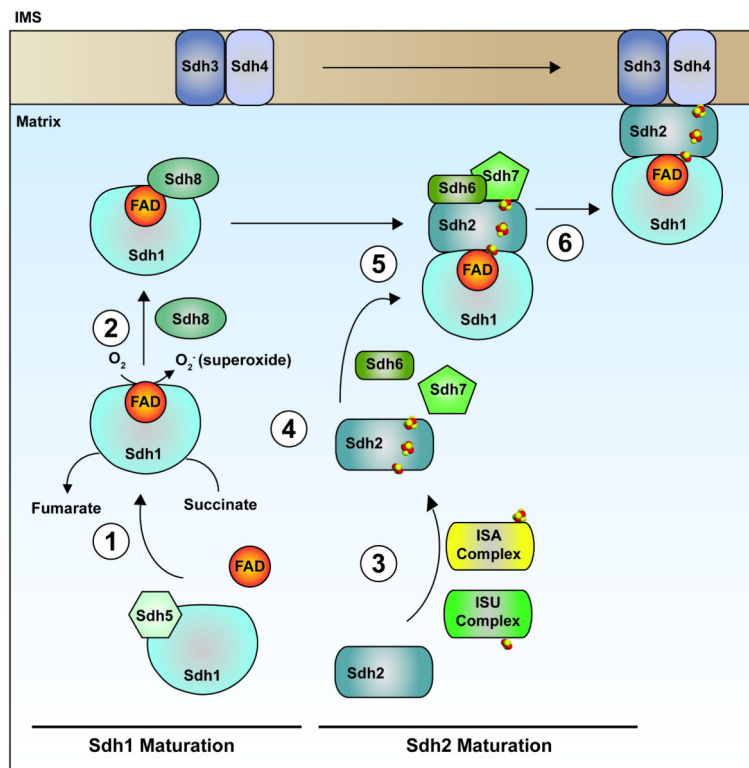 IMS
Sdh3
Sdh4
Sdh3
Sdh4
Matrix
Sdh2
FAD
Sdh1
Sdh8
FAD
Sdh1
Sdh6
Sdh7
Sdh2
FAD
Sdh1
5
6
2
Sdh8
O2
O2- (superoxide)
FAD
Sdh1
Fumarate
Succinate
Sdh6
Sdh7
4
Sdh2
1
FAD
Sdh5
Sdh1
3
ISA
Complex
ISU
Complex
Sdh2
Sdh1 Maturation
Sdh2 Maturation